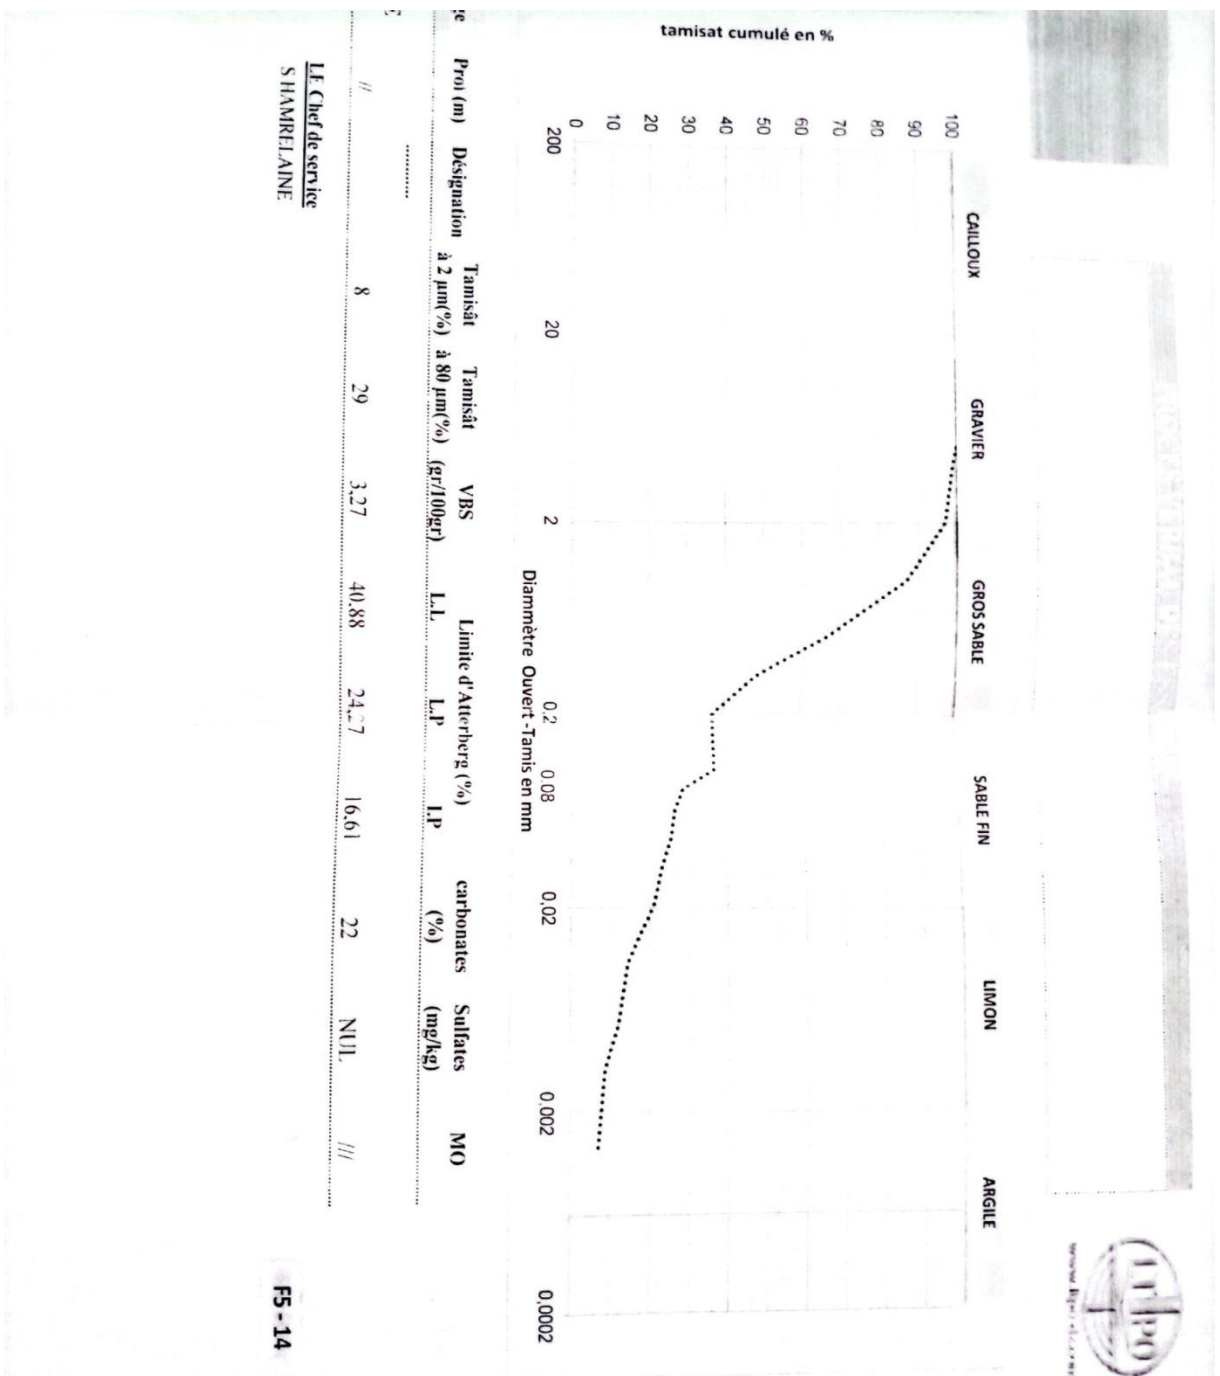 CAILLOUX GRAVIER GROS SABLE SABLE FIN LIMON ARGILE
tamisat cumulé en %
100
90
80
70
60
50
40
30
20
10
0
200 20 2 0,2 0.08 0,02 0,002 0,0002
Diammètre Ouvert -Tamis en mm
Désignation Tamisât Tamisât VBS Limite d'Atterberg (%) carbonates Sulfates MO
(m) à 2 µm(%) à 80 µm(%) (gr/100gr) L.L L.P I.P (%) (mg/kg)
// 8 29 3,27 40,88 16,61 22 NUL ///
LE Chef de service
S HAMRELAINE
F5 - 14